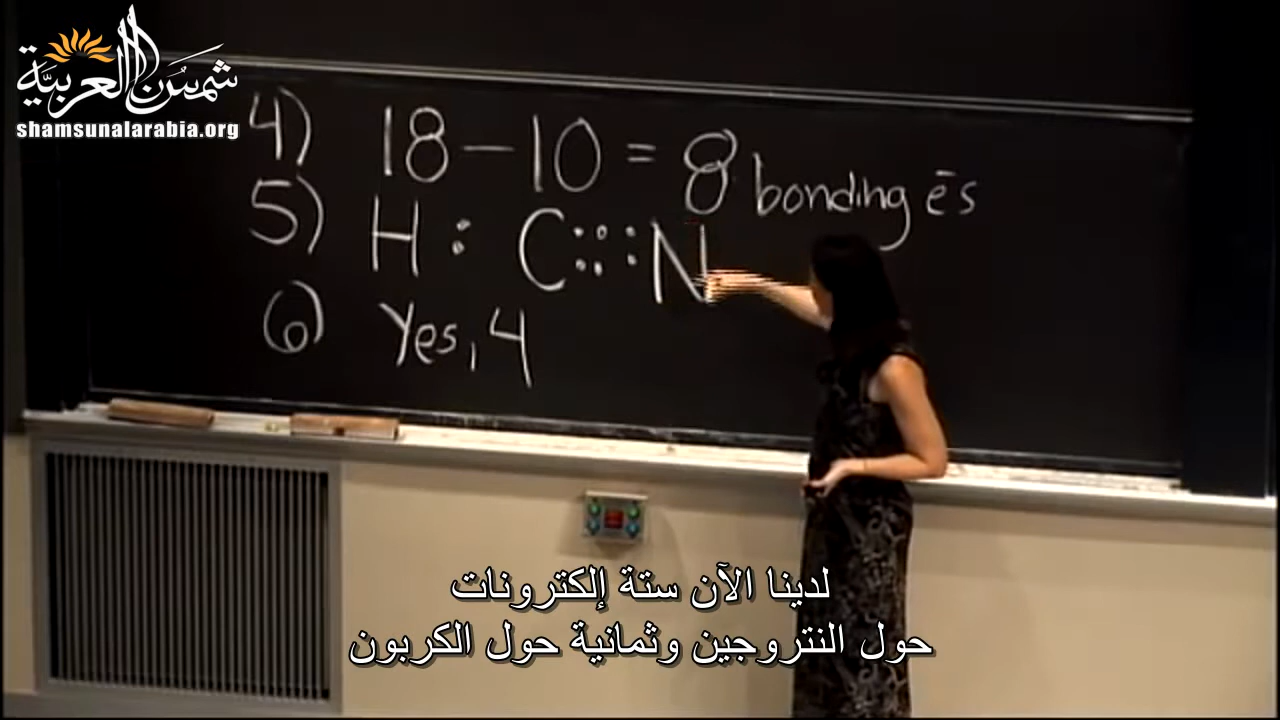 شمس العربية
shamsunalarabia.org
4) 18 - 10 = 8 bonding ēs
5) H : C ::: N
6) Yes, 4
لدينا الآن ستة إلكترونات
حول النتروجين وثمانية حول الكربون